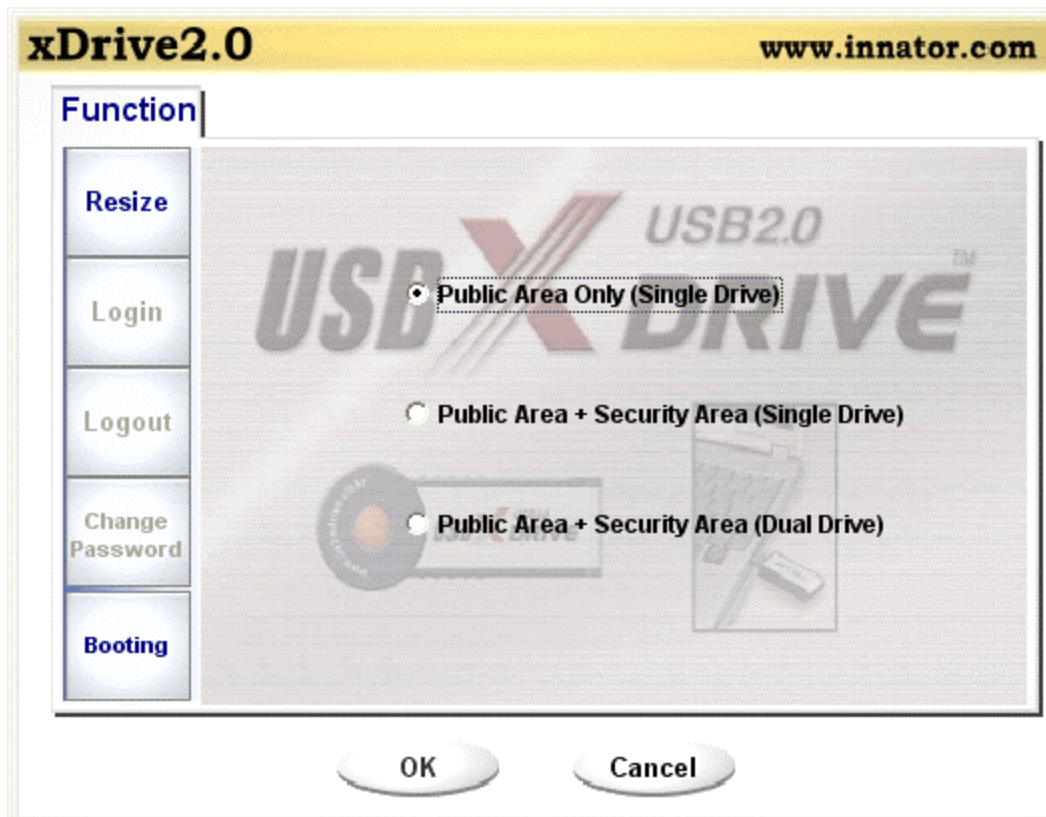 xDrive2.0
www.innator.com
Function
Resize
Login
Logout
Change
Password
Booting
USB X DRIVE TM
USB2.0
Public Area Only (Single Drive)
Public Area + Security Area (Single Drive)
Public Area + Security Area (Dual Drive)
OK
Cancel